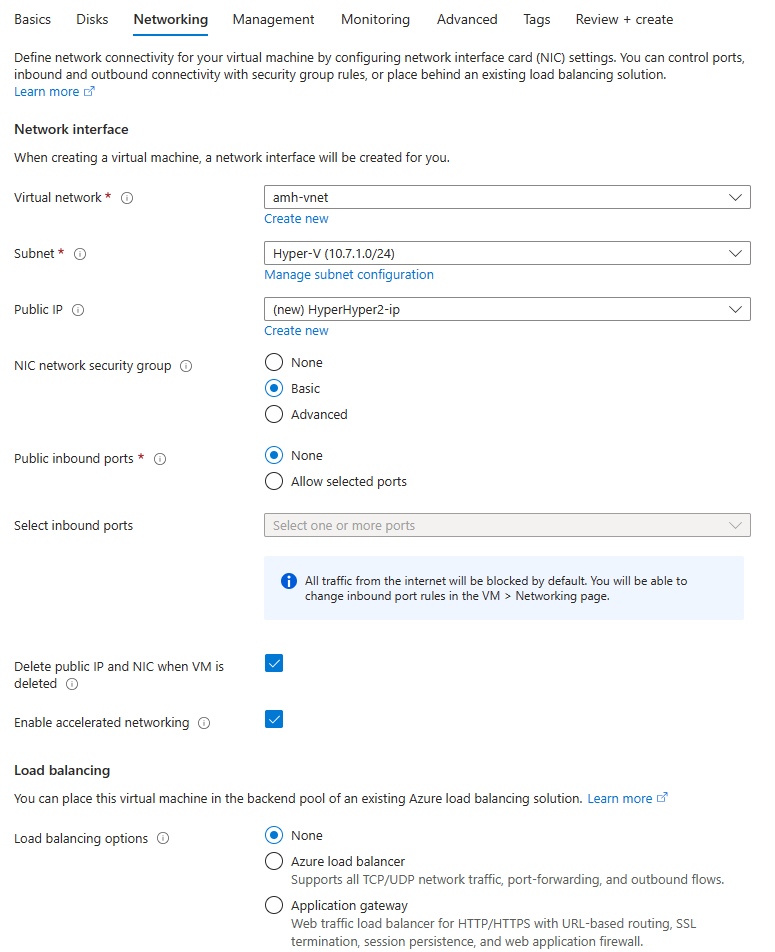 Basics Disks Networking Management Monitoring Advanced Tags Review + create
Define network connectivity for your virtual machine by configuring network interface card (NIC) settings. You can control ports,
inbound and outbound connectivity with security group rules, or place behind an existing load balancing solution.
Learn more
Network interface
When creating a virtual machine, a network interface will be created for you.
Virtual network *
amh-vnet
Create new
Subnet *
Hyper-V (10.7.1.0/24)
Manage subnet configuration
Public IP
(new) HyperHyper2-ip
Create new
NIC network security group
None
Basic
Advanced
Public inbound ports *
None
Allow selected ports
Select inbound ports
Select one or more ports
All traffic from the internet will be blocked by default. You will be able to
change inbound port rules in the VM > Networking page.
Delete public IP and NIC when VM is
deleted
Enable accelerated networking
Load balancing
You can place this virtual machine in the backend pool of an existing Azure load balancing solution. Learn more
Load balancing options
None
Azure load balancer
Supports all TCP/UDP network traffic, port-forwarding, and outbound flows.
Application gateway
Web traffic load balancer for HTTP/HTTPS with URL-based routing, SSL
termination, session persistence, and web application firewall.